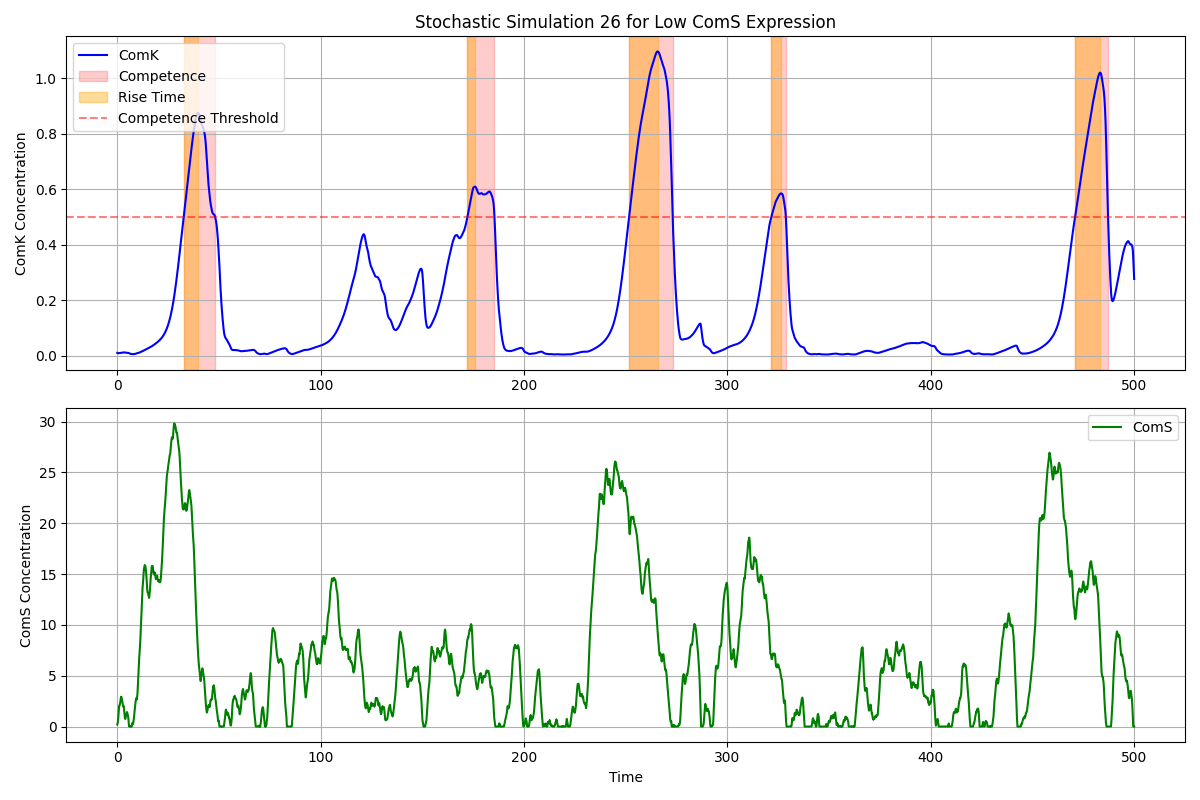 Stochastic Simulation 26 for Low ComS Expression
ComK Concentration
1.0
0.8
0.6
0.4
0.2
0.0
ComK
Competence
Rise Time
Competence Threshold
0 100 200 300 400 500
ComS Concentration
30
25
20
15
10
5
0
ComS
0 100 200 300 400 500
Time